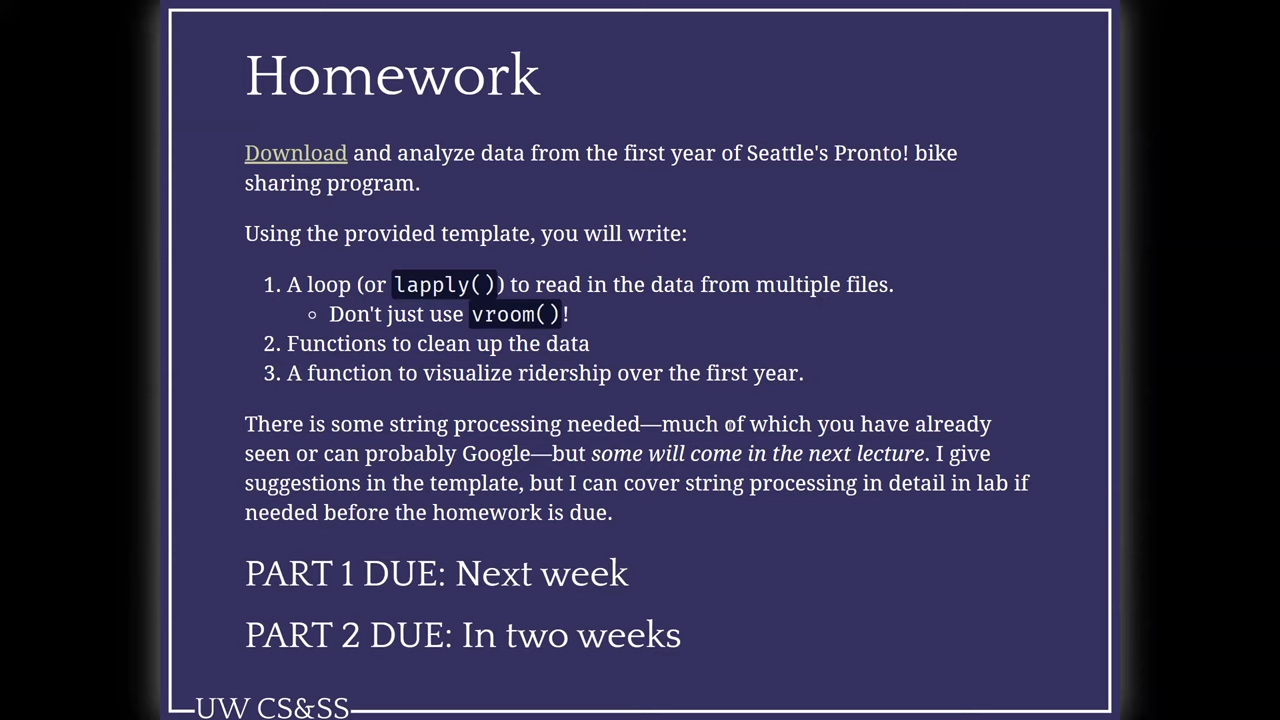 Homework
Download and analyze data from the first year of Seattle's Pronto! bike
sharing program.
Using the provided template, you will write:
1. A loop (or lapply()) to read in the data from multiple files.
◦ Don't just use vroom()!
2. Functions to clean up the data
3. A function to visualize ridership over the first year.
There is some string processing needed—much of which you have already
seen or can probably Google—but some will come in the next lecture. I give
suggestions in the template, but I can cover string processing in detail in lab if
needed before the homework is due.
PART 1 DUE: Next week
PART 2 DUE: In two weeks
UW CS&SS